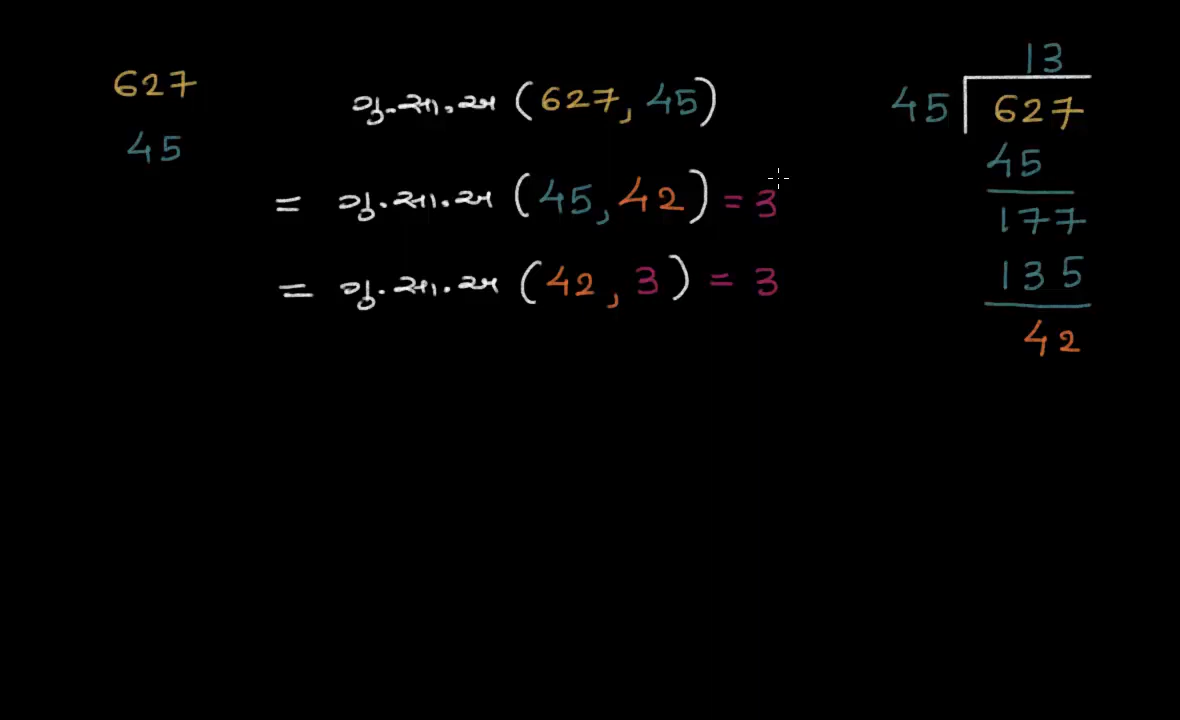 627
45
ગુ.સા.અ (627, 45)
= ગુ.સા.અ (45, 42) = 3
= ગુ.સા.અ (42, 3) = 3
13
45 627
45
177
135
42